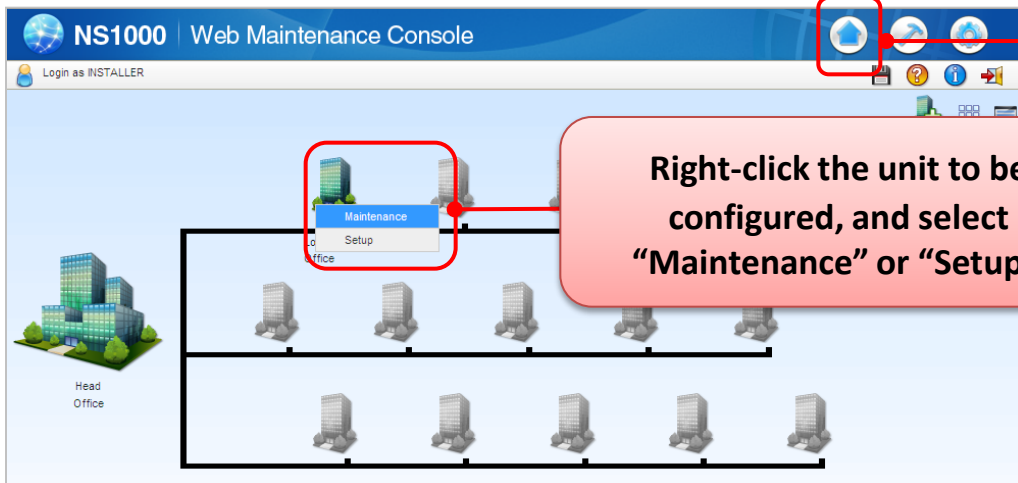 NS1000 Web Maintenance Console
Login as INSTALLER
Right-click the unit to be
configured, and select
“Maintenance” or “Setup
Maintenance
Setup
Office
Head
Office